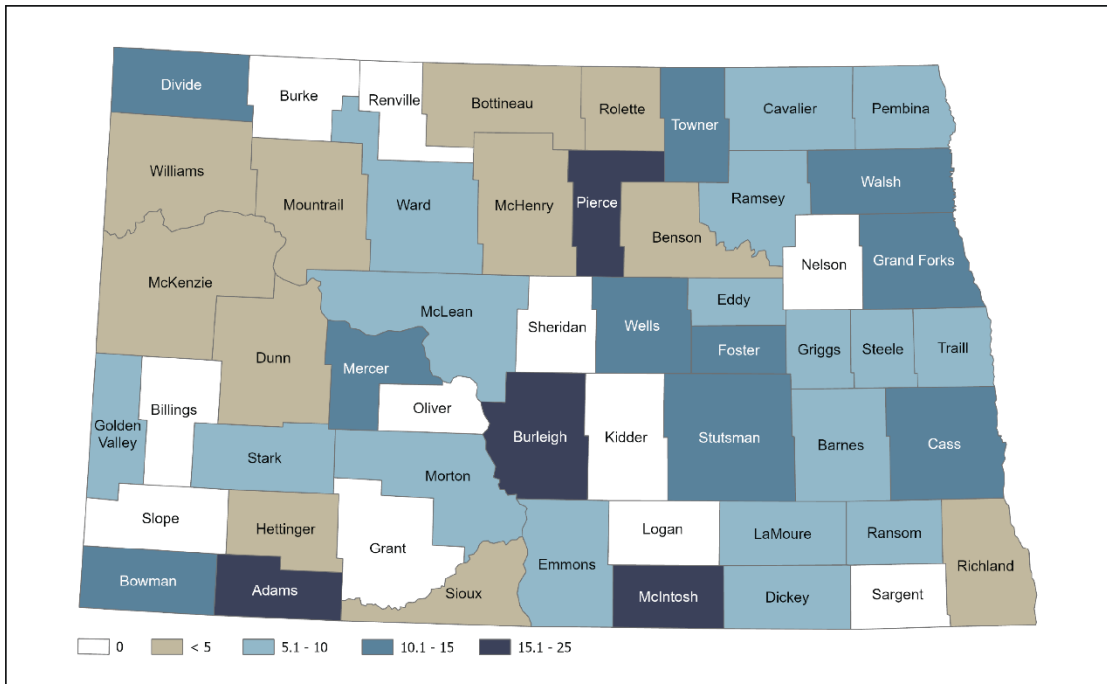 Divide
Burke
Renville
Bottineau
Rolette
Towner
Cavalier
Pembina
Williams
Mountrail
Ward
McHenry
Pierce
Benson
Ramsey
Walsh
McKenzie
Nelson
Grand Forks
Dunn
McLean
Sheridan
Wells
Eddy
Foster
Griggs
Steele
Traill
Mercer
Oliver
Golden
Valley
Billings
Stark
Morton
Burleigh
Kidder
Stutsman
Barnes
Cass
Slope
Hettinger
Grant
Logan
LaMoure
Ransom
Emmons
Richland
Bowman
Adams
Sioux
McIntosh
Dickey
Sargent
0 < 5 5.1 - 10 10.1 - 15 15.1 - 25